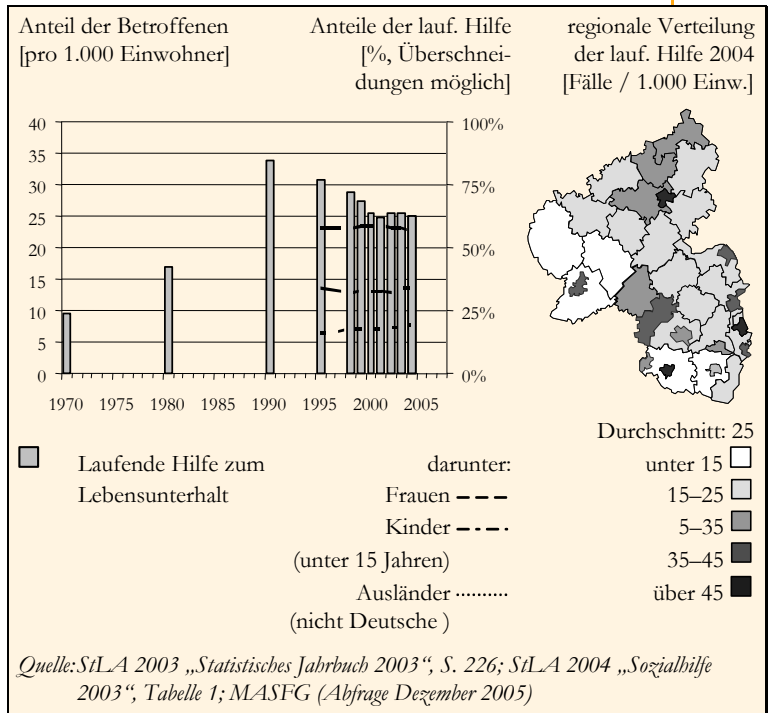 Anteil der Betroffenen
[pro 1.000 Einwohner]
Anteile der lauf. Hilfe
[%, Überschnei-
dungen möglich]
regionale Verteilung
der lauf. Hilfe 2004
[Fälle / 1.000 Einw.]
40
35
30
25
20
15
10
5
0
100%
75%
50%
25%
0%
1970 1975 1980 1985 1990 1995 2000 2005
Laufende Hilfe zum
Lebensunterhalt
darunter:
Frauen
Kinder
(unter 15 Jahren)
Ausländer
(nicht Deutsche )
Durchschnitt: 25
unter 15
15–25
5–35
35–45
über 45
Quelle:StLA 2003 „Statistisches Jahrbuch 2003“, S. 226; StLA 2004 „Sozialhilfe
2003“, Tabelle 1; MASFG (Abfrage Dezember 2005)